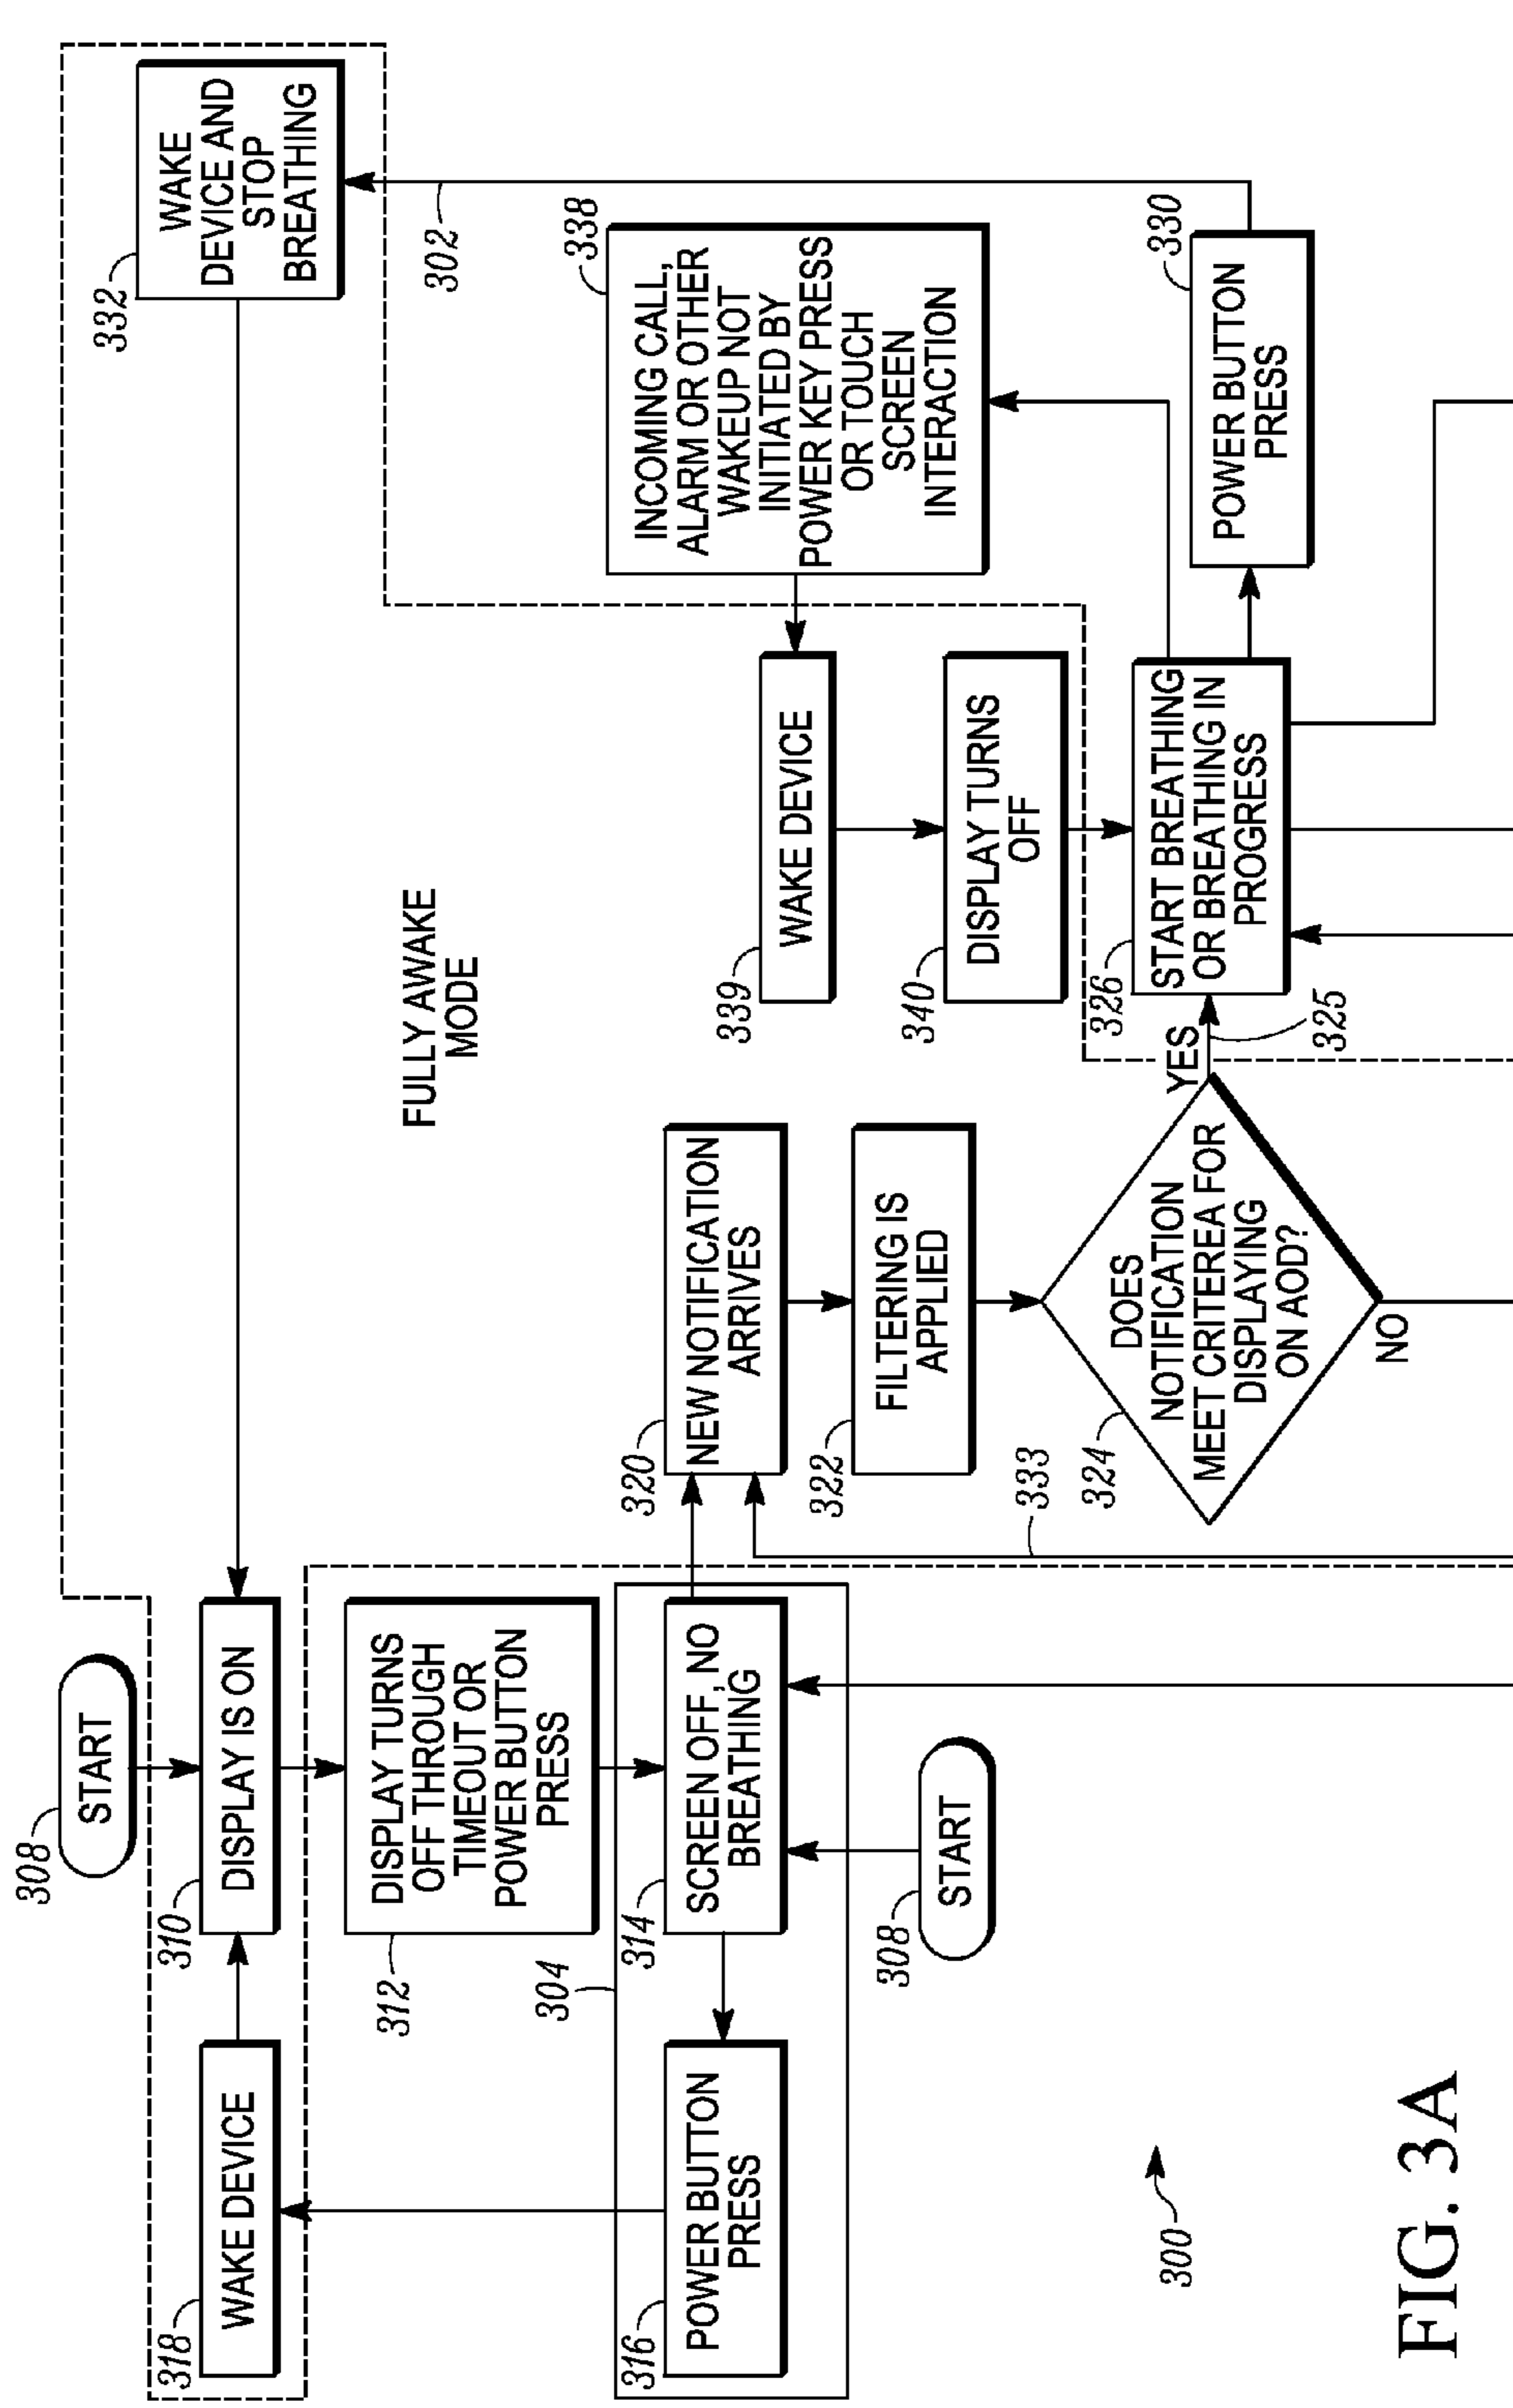 308
START
318
WAKE DEVICE
310
DISPLAY IS ON
332
WAKE
DEVICE AND
STOP
BREATHING
312
DISPLAY TURNS
OFF THROUGH
TIMEOUT OR
POWER BUTTON
PRESS
FULLY AWAKE
MODE
302
304
316
POWER BUTTON
PRESS
314
SCREEN OFF, NO
BREATHING
320
NEW NOTIFICATION
ARRIVES
339
WAKE DEVICE
338
INCOMING CALL,
ALARM OR OTHER
WAKEUP NOT
INITIATED BY
POWER KEY PRESS
OR TOUCH
SCREEN
INTERACTION
308
START
322
FILTERING IS
APPLIED
340
DISPLAY TURNS
OFF
333
324
DOES
NOTIFICATION
MEET CRITEREA FOR
DISPLAYING
ON AOD?
YES
325
NO
326
START BREATHING
OR BREATHING IN
PROGRESS
330
POWER BUTTON
PRESS
300
FIG. 3A